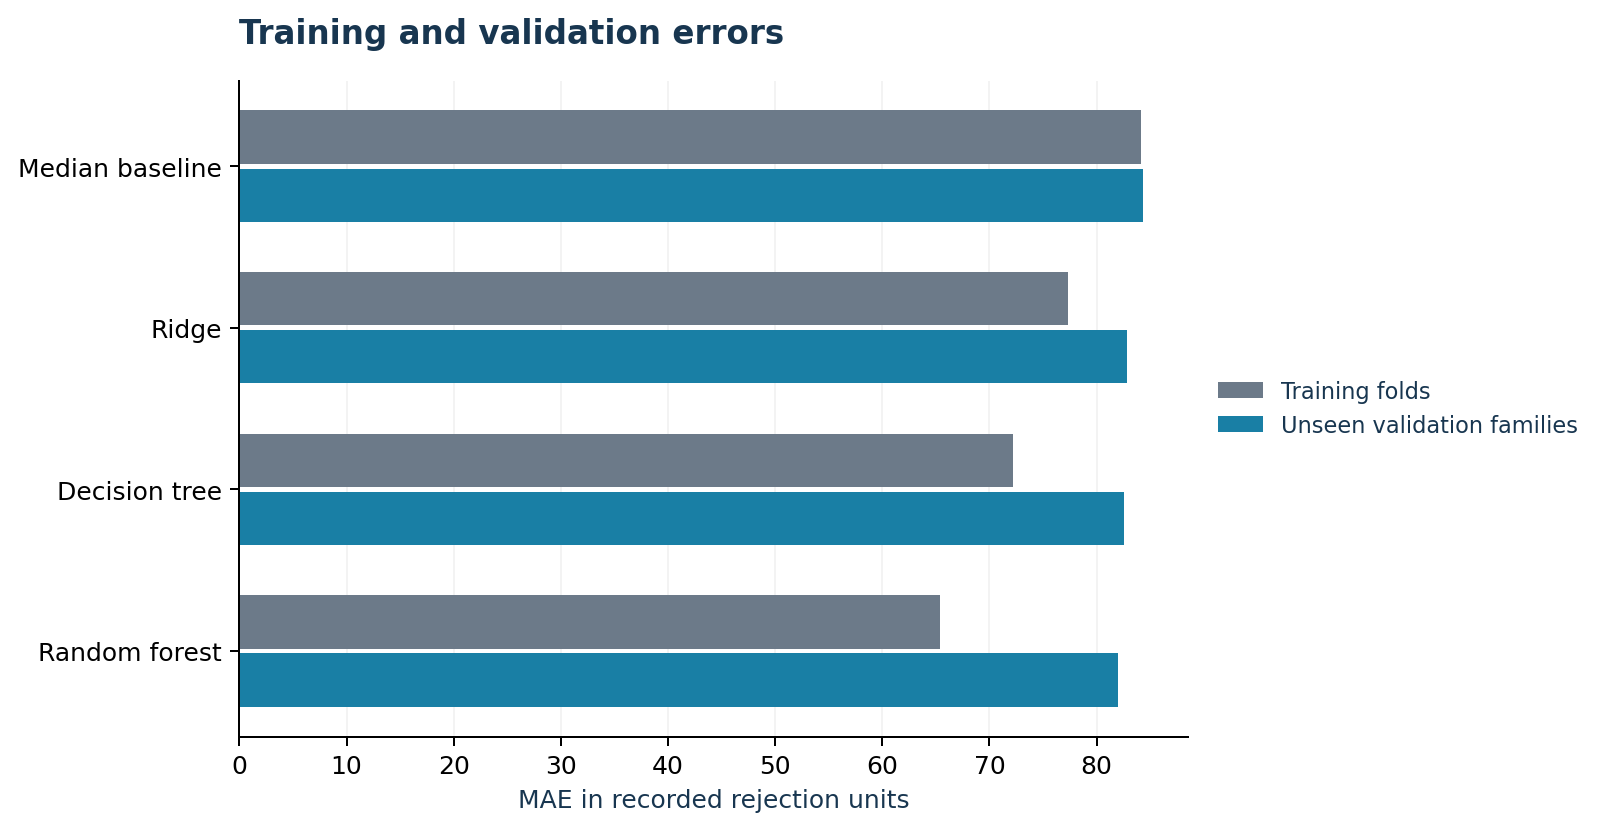 Training and validation errors
Median baseline
Ridge
Decision tree
Random forest
0 10 20 30 40 50 60 70 80
MAE in recorded rejection units
Training folds
Unseen validation families